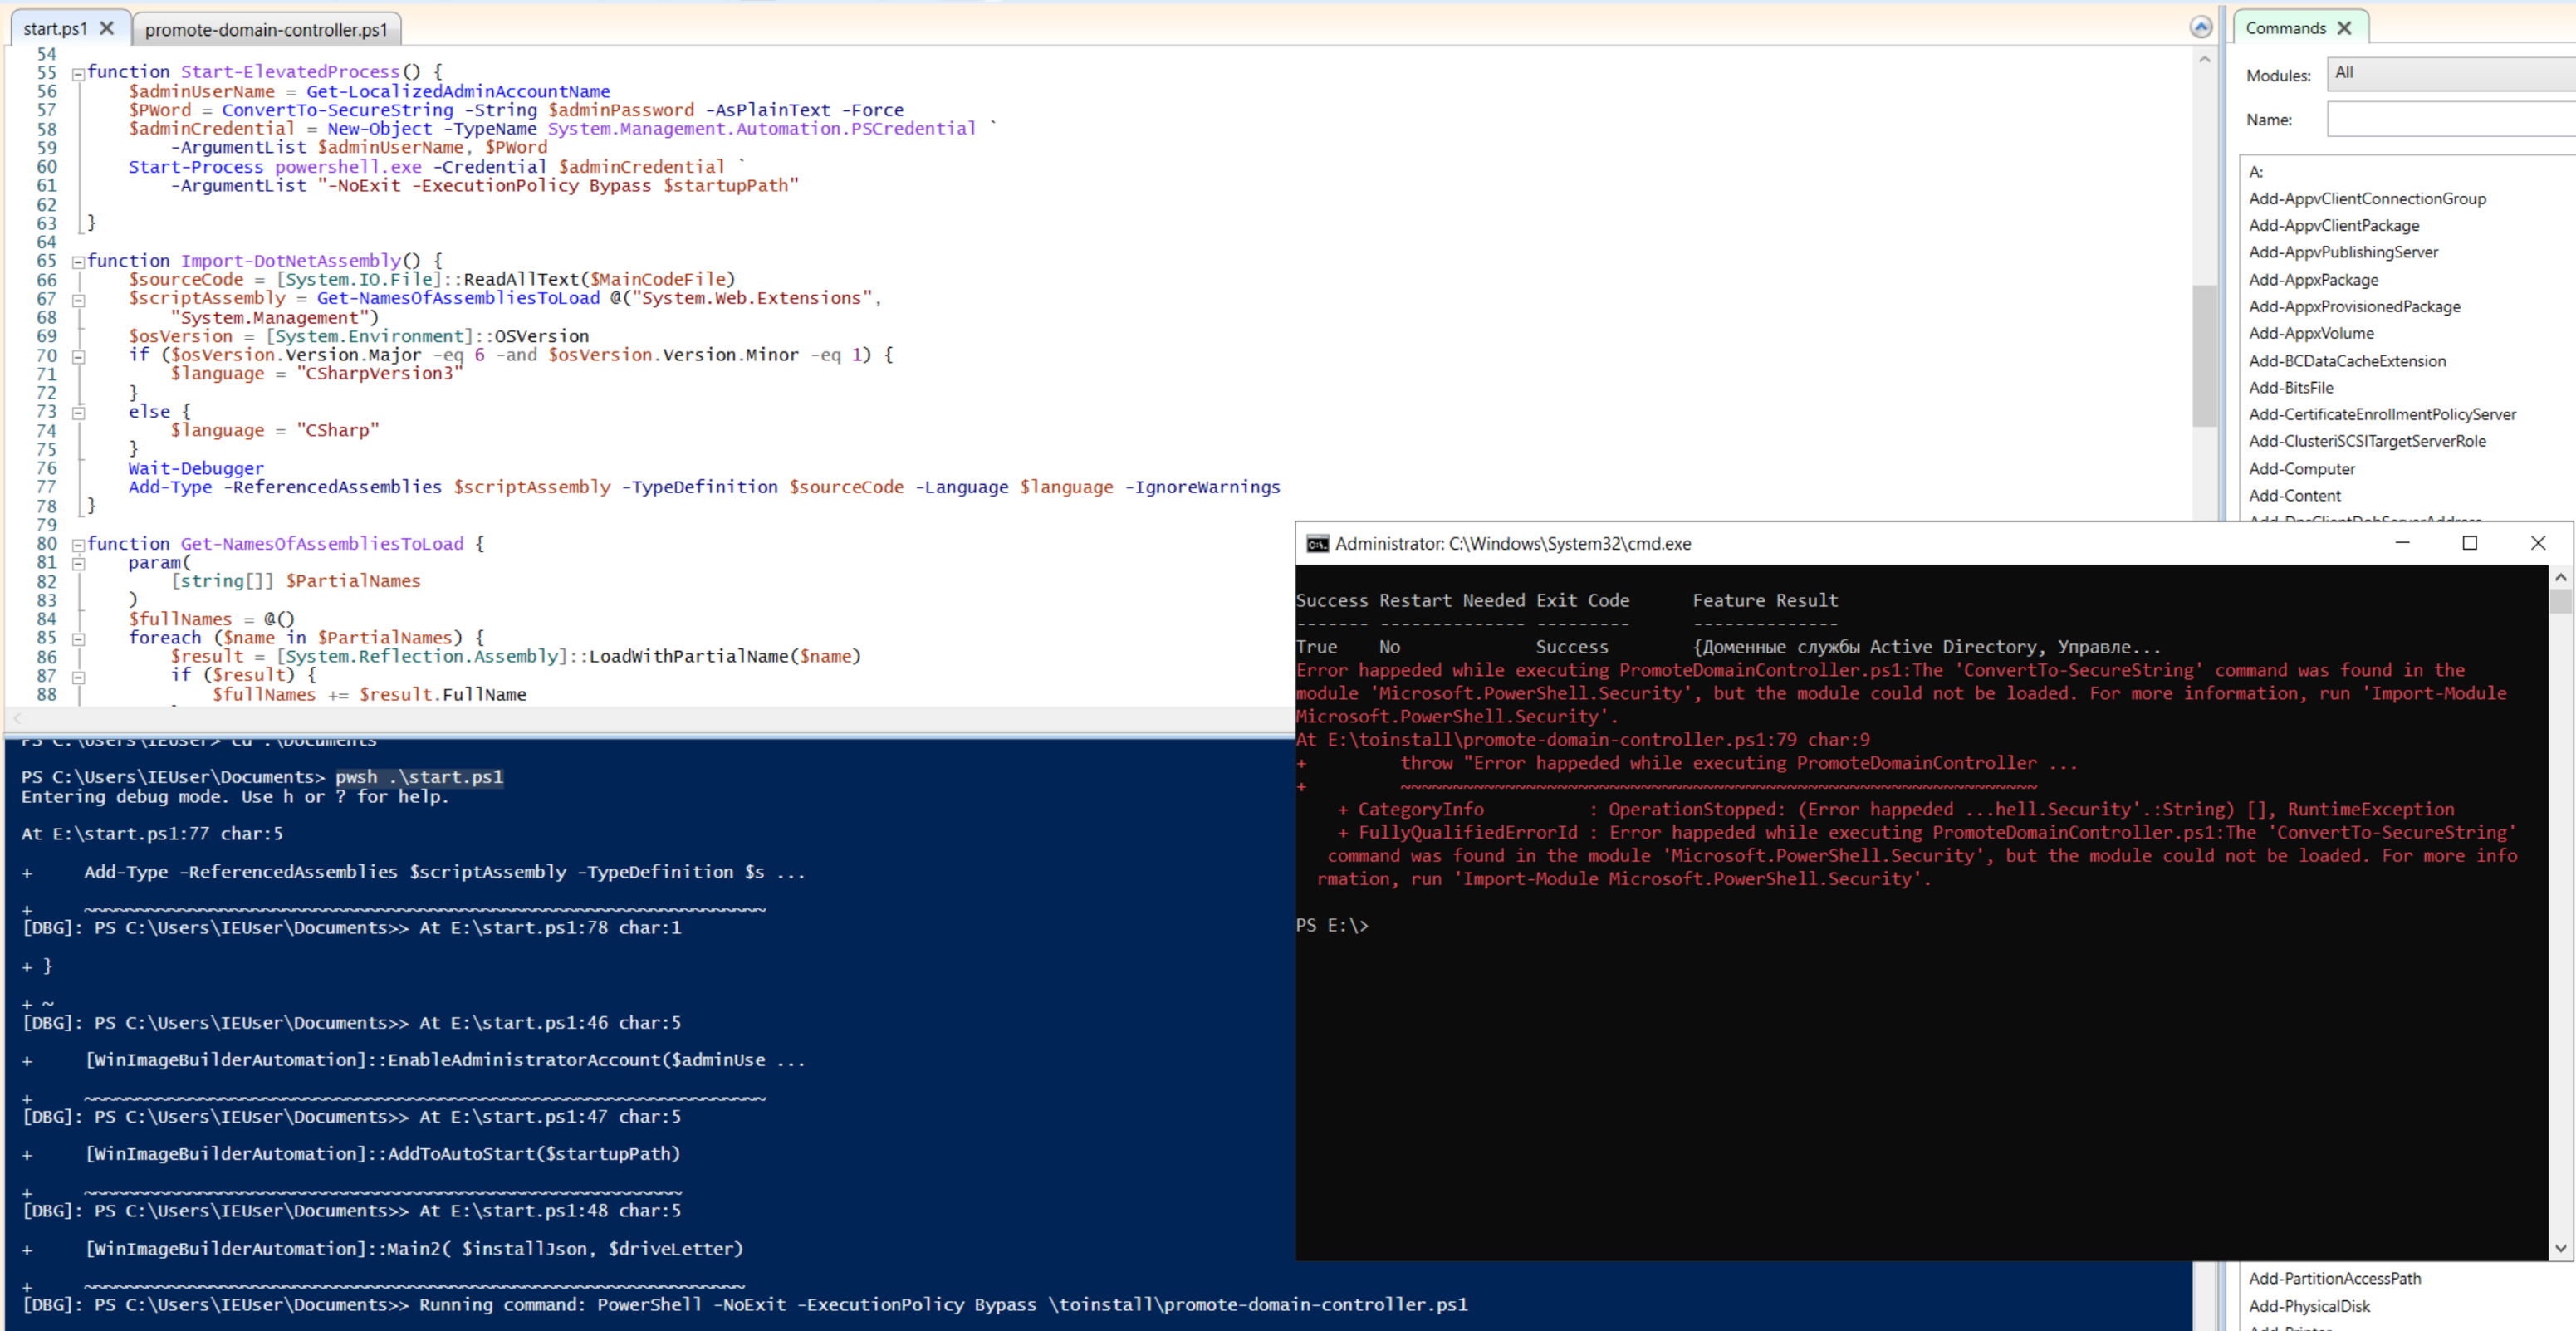 start.ps1
promote-domain-controller.ps1
54
55 function Start-ElevatedProcess() {
56 $adminUserName = Get-LocalizedAdminAccountName
57 $PWord = ConvertTo-SecureString -String $adminPassword -AsPlainText -Force
58 $adminCredential = New-Object -TypeName System.Management.Automation.PSCredential `
59 -ArgumentList $adminUserName, $PWord
60 Start-Process powershell.exe -Credential $adminCredential `
61 -ArgumentList "-NoExit -ExecutionPolicy Bypass $startupPath"
62
63 }
64
65 function Import-DotNetAssembly() {
66 $sourceCode = [System.IO.File]::ReadAllText($MainCodeFile)
67 $scriptAssembly = Get-NamesOfAssembliesToLoad @("System.Web.Extensions",
68 "System.Management")
69 $osVersion = [System.Environment]::OSVersion
70 if ($osVersion.Version.Major -eq 6 -and $osVersion.Version.Minor -eq 1) {
71 $language = "CSharpVersion3"
72 }
73 else {
74 $language = "CSharp"
75 }
76 Wait-Debugger
77 Add-Type -ReferencedAssemblies $scriptAssembly -TypeDefinition $sourceCode -Language $language -IgnoreWarnings
78 }
79
80 function Get-NamesOfAssembliesToLoad {
81 param(
82 [string[]] $PartialNames
83 )
84 $fullNames = @()
85 foreach ($name in $PartialNames) {
86 $result = [System.Reflection.Assembly]::LoadWithPartialName($name)
87 if ($result) {
88 $fullNames += $result.FullName
PS C:\Users\IEUser> cd .\Documents
PS C:\Users\IEUser\Documents> pwsh .\start.ps1
Entering debug mode. Use h or ? for help.
At E:\start.ps1:77 char:5
+ Add-Type -ReferencedAssemblies $scriptAssembly -TypeDefinition $s ...
+ ~~~~~~~~~~~~~~~~~~~~~~~~~~~~~~~~~~~~~~~~~~~~~~~~~~~~~~~~~~~~~~~~~
[DBG]: PS C:\Users\IEUser\Documents>> At E:\start.ps1:78 char:1
+ }
+ ~
[DBG]: PS C:\Users\IEUser\Documents>> At E:\start.ps1:46 char:5
+ [WinImageBuilderAutomation]::EnableAdministratorAccount($adminUse ...
+ ~~~~~~~~~~~~~~~~~~~~~~~~~~~~~~~~~~~~~~~~~~~~~~~~~~~~~~~~~~~~~~~~~
[DBG]: PS C:\Users\IEUser\Documents>> At E:\start.ps1:47 char:5
+ [WinImageBuilderAutomation]::AddToAutoStart($startupPath)
+ ~~~~~~~~~~~~~~~~~~~~~~~~~~~~~~~~~~~~~~~~~~~~~~~~~~~~~~~~~
[DBG]: PS C:\Users\IEUser\Documents>> At E:\start.ps1:48 char:5
+ [WinImageBuilderAutomation]::Main2( $installJson, $driveLetter)
+ ~~~~~~~~~~~~~~~~~~~~~~~~~~~~~~~~~~~~~~~~~~~~~~~~~~~~~~~~~~~~~~~
[DBG]: PS C:\Users\IEUser\Documents>> Running command: PowerShell -NoExit -ExecutionPolicy Bypass \toinstall\promote-domain-controller.ps1
Administrator: C:\Windows\System32\cmd.exe
Success Restart Needed Exit Code Feature Result
------- -------------- --------- --------------
True No Success {Доменные службы Active Directory, Управле...
Error happeded while executing PromoteDomainController.ps1:The 'ConvertTo-SecureString' command was found in the
module 'Microsoft.PowerShell.Security', but the module could not be loaded. For more information, run 'Import-Module
Microsoft.PowerShell.Security'.
At E:\toinstall\promote-domain-controller.ps1:79 char:9
+ throw "Error happeded while executing PromoteDomainController ...
+ ~~~~~~~~~~~~~~~~~~~~~~~~~~~~~~~~~~~~~~~~~~~~~~~~~~~~~~~~~~~~~
+ CategoryInfo : OperationStopped: (Error happeded ...hell.Security'.:String) [], RuntimeException
+ FullyQualifiedErrorId : Error happeded while executing PromoteDomainController.ps1:The 'ConvertTo-SecureString'
command was found in the module 'Microsoft.PowerShell.Security', but the module could not be loaded. For more info
rmation, run 'Import-Module Microsoft.PowerShell.Security'.
PS E:\>
Commands
Modules: All
Name:
A:
Add-AppvClientConnectionGroup
Add-AppvClientPackage
Add-AppvPublishingServer
Add-AppxPackage
Add-AppxProvisionedPackage
Add-AppxVolume
Add-BCDataCacheExtension
Add-BitsFile
Add-CertificateEnrollmentPolicyServer
Add-ClusteriSCSITargetServerRole
Add-Computer
Add-Content
Add-DnsClientDohServerAddress
Add-PartitionAccessPath
Add-PhysicalDisk
Add-Printer